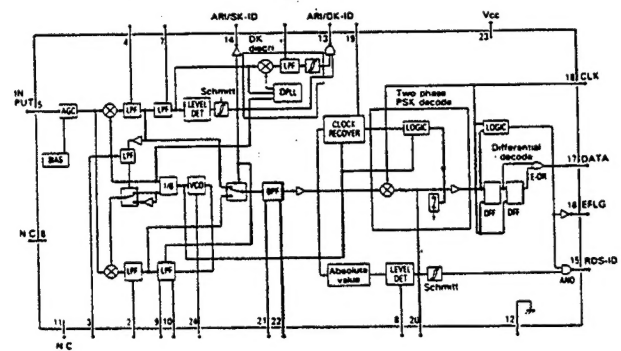 ARI/SK-ID
ARI/DK-ID
Vcc
4
7
14
DK
discri
13
19
23
LPF
18 CLK
IN
PUT 5
AGC
LPF
LPF
LEVEL
DET
Schmitt
DPLL
Two phase
PSK decode
CLOCK
RECOVER
LOGIC
LOGIC
BIAS
LPF
Differential
decode
17 DATA
E-OR
1/8
VCO
BPF
DFF
DFF
EFLG
N C 6
LPF
LPF
Absolute
value
LEVEL
DET
Schmitt
15 RDS-ID
AND
11
3
2
9
10
21
22
8
20
12
N C